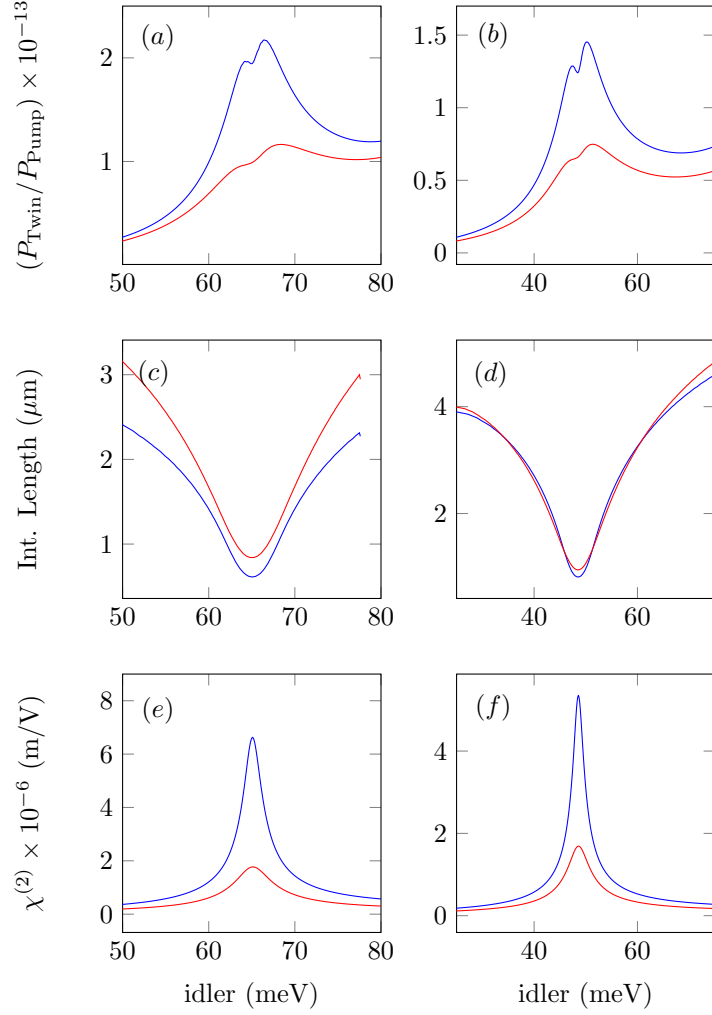 (P_Twin/P_Pump) × 10^−13
(a)
2
1
50 60 70 80
(b)
1.5
1
0.5
0
40 60
Int. Length (μm)
(c)
3
2
1
50 60 70 80
(d)
4
2
40 60
χ^(2) × 10^−6 (m/V)
(e)
8
6
4
2
0
50 60 70 80
idler (meV)
(f)
4
2
0
40 60
idler (meV)